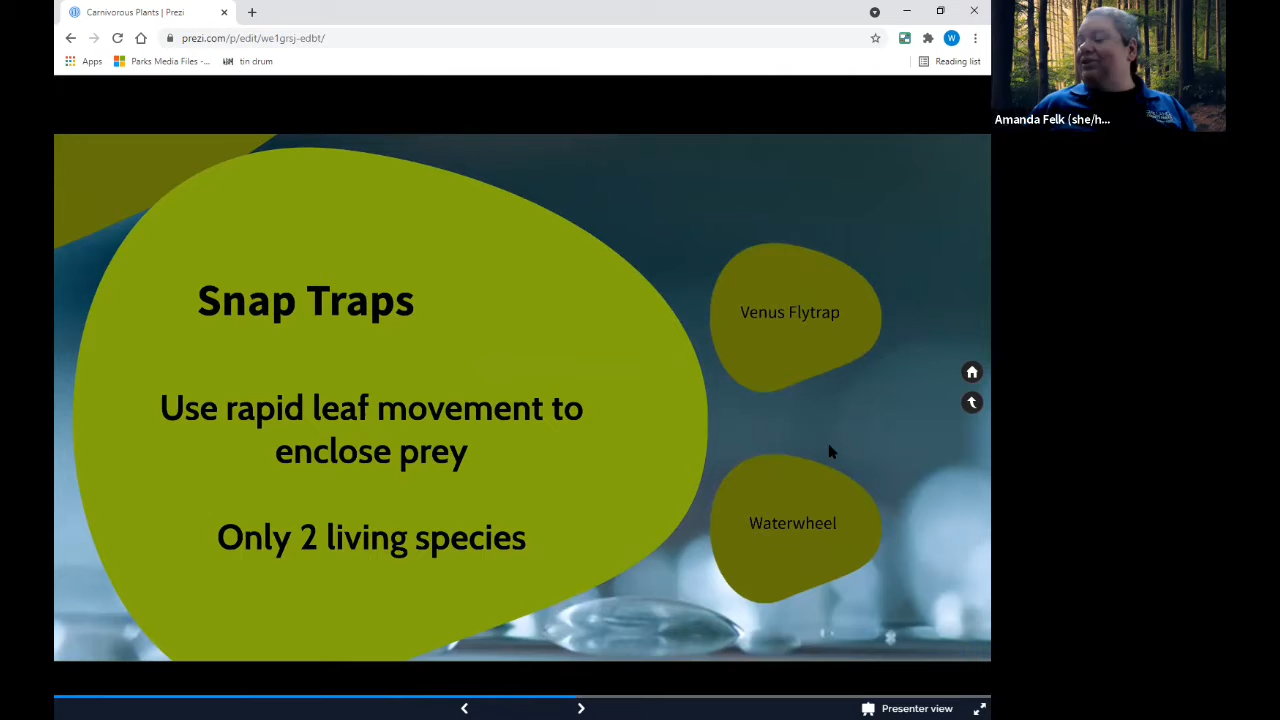 Carnivorous Plants | Prezi
prezi.com/p/edit/we1grsj-edbt/
W
Apps
Parks Media Files -...
tin drum
Reading list
Amanda Felk (she/h...
Snap Traps
Use rapid leaf movement to
enclose prey
Only 2 living species
Venus Flytrap
Waterwheel
Presenter view